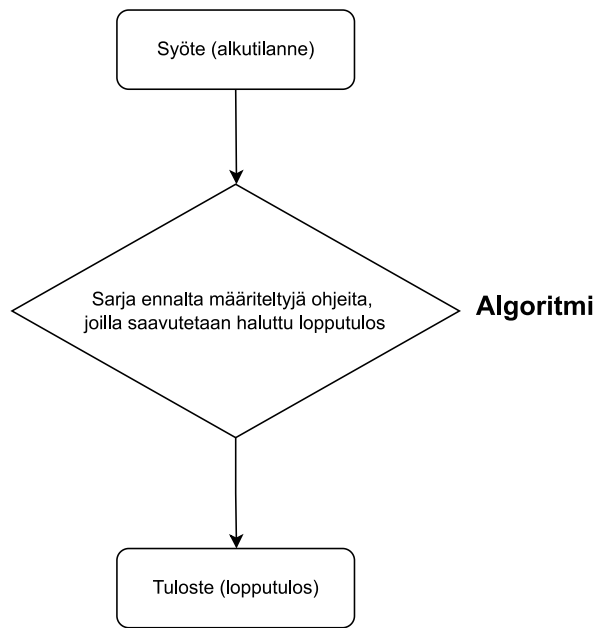 Syöte (alkutilanne)
Sarja ennalta määriteltyjä ohjeita,
joilla saavutetaan haluttu lopputulos
Algoritmi
Tuloste (lopputulos)